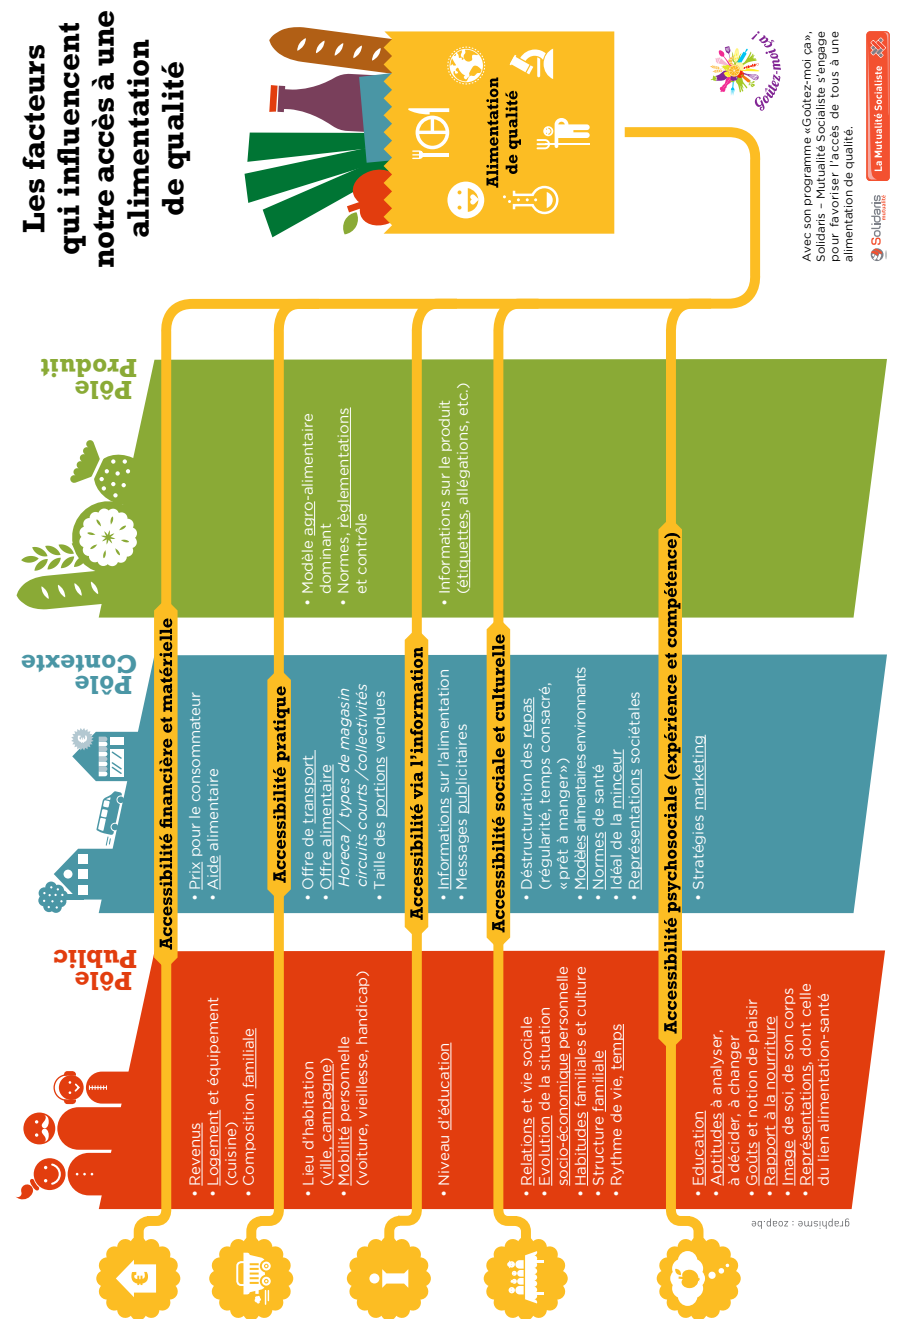 Les facteurs
qui influencent
notre accès à une
alimentation
de qualité
Alimentation
de qualité
Goûtez-moi ça !
Avec son programme «Goûtez-moi ça»,
Solidaris – Mutualité Socialiste s'engage
pour favoriser l'accès de tous à une
alimentation de qualité.
Solidaris
mutualité
La Mutualité Socialiste
Pôle
Public
Pôle
Contexte
Pôle
Produit
Accessibilité financière et matérielle
• Revenus
• Logement et équipement
(cuisine)
• Composition familiale
• Prix pour le consommateur
• Aide alimentaire
Accessibilité pratique
• Lieu d'habitation
(ville, campagne)
• Mobilité personnelle
(voiture, vieillesse, handicap)
• Offre de transport
• Offre alimentaire
Horeca / types de magasin
circuits courts /collectivités
• Taille des portions vendues
• Modèle agro-alimentaire
dominant
• Normes, règlementations
et contrôle
Accessibilité via l'information
• Niveau d'éducation
• Informations sur l'alimentation
• Messages publicitaires
• Informations sur le produit
(étiquettes, allégations, etc.)
Accessibilité sociale et culturelle
• Relations et vie sociale
• Evolution de la situation
socio-économique personnelle
• Habitudes familiales et culture
• Structure familiale
• Rythme de vie, temps
• Déstructuration des repas
(régularité, temps consacré,
«prêt à manger»)
• Modèles alimentaires environnants
• Normes de santé
• Idéal de la minceur
• Représentations sociétales
Accessibilité psychosociale (expérience et compétence)
• Education
• Aptitudes à analyser,
à décider, à changer
• Gouts et notion de plaisir
• Rapport à la nourriture
• Image de soi, de son corps
• Représentations, dont celle
du lien alimentation-santé
• Stratégies marketing
graphisme : zoap.be